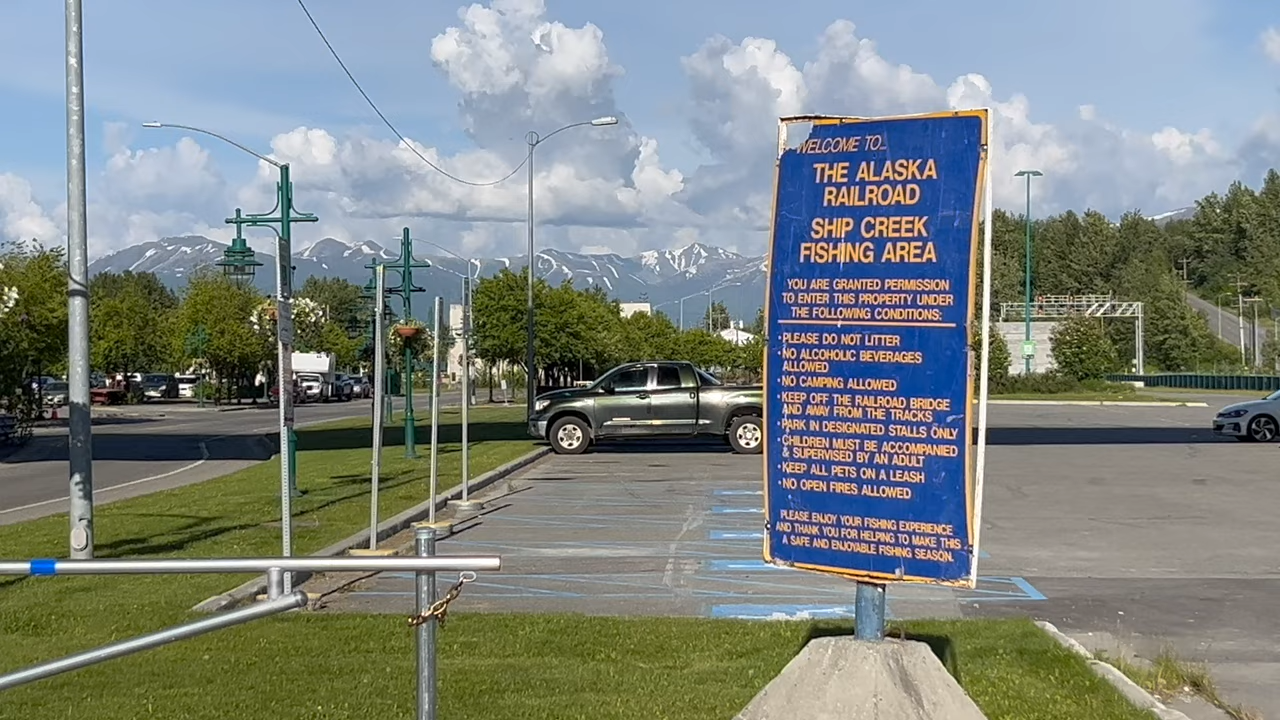 WELCOME TO...
THE ALASKA
RAILROAD
SHIP CREEK
FISHING AREA
YOU ARE GRANTED PERMISSION
TO ENTER THIS PROPERTY UNDER
THE FOLLOWING CONDITIONS:
• PLEASE DO NOT LITTER
• NO ALCOHOLIC BEVERAGES
ALLOWED
• NO CAMPING ALLOWED
• KEEP OFF THE RAILROAD BRIDGE
AND AWAY FROM THE TRACKS
• PARK IN DESIGNATED STALLS ONLY
• CHILDREN MUST BE ACCOMPANIED
& SUPERVISED BY AN ADULT
• KEEP ALL PETS ON A LEASH
• NO OPEN FIRES ALLOWED
PLEASE ENJOY YOUR FISHING EXPERIENCE
AND THANK YOU FOR HELPING TO MAKE THIS
A SAFE AND ENJOYABLE FISHING SEASON.